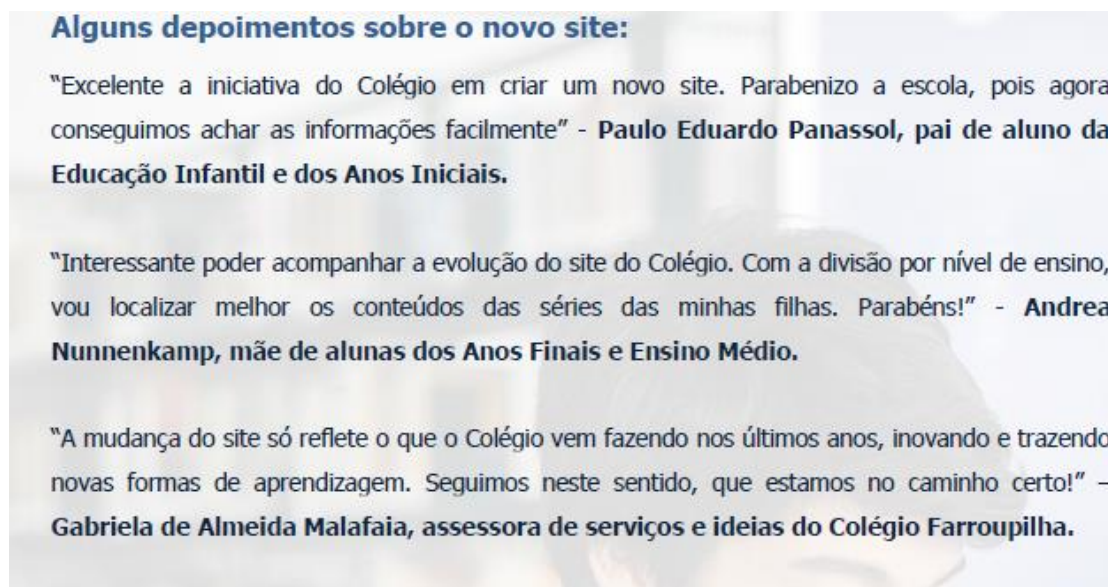 Alguns depoimentos sobre o novo site:
“Excelente a iniciativa do Colégio em criar um novo site. Parabenizo a escola, pois agora
conseguimos achar as informações facilmente” - Paulo Eduardo Panassol, pai de aluno da
Educação Infantil e dos Anos Iniciais.
“Interessante poder acompanhar a evolução do site do Colégio. Com a divisão por nível de ensino,
vou localizar melhor os conteúdos das séries das minhas filhas. Parabéns!” - Andrea
Nunnenkamp, mãe de alunas dos Anos Finais e Ensino Médio.
“A mudança do site só reflete o que o Colégio vem fazendo nos últimos anos, inovando e trazendo
novas formas de aprendizagem. Seguimos neste sentido, que estamos no caminho certo!” –
Gabriela de Almeida Malafaia, assessora de serviços e ideias do Colégio Farroupilha.